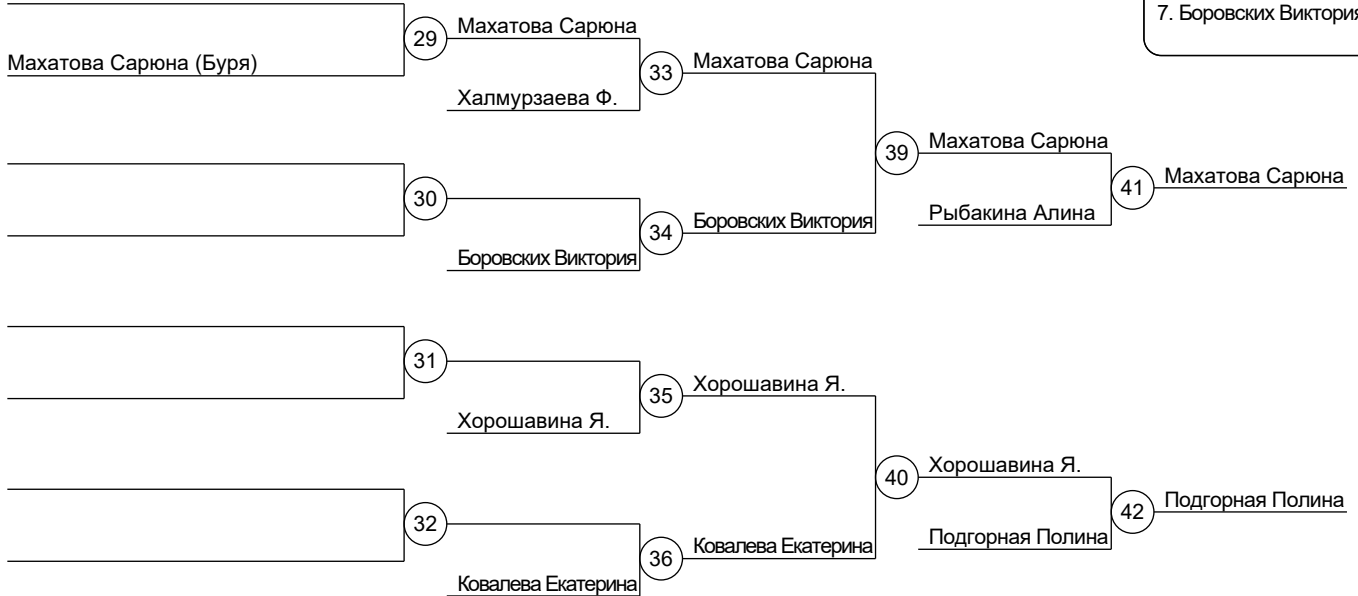 7. Боровских Виктория
29
Махатова Сарюна
Махатова Сарюна (Буря)
33
Махатова Сарюна
Халмурзаева Ф.
39
Махатова Сарюна
41
Махатова Сарюна
30
Рыбакина Алина
34
Боровских Виктория
Боровских Виктория
31
35
Хорошавина Я.
Хорошавина Я.
40
Хорошавина Я.
42
Подгорная Полина
32
Подгорная Полина
36
Ковалева Екатерина
Ковалева Екатерина